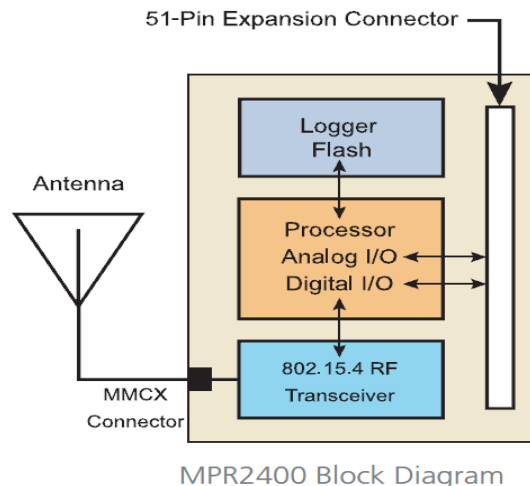 51-Pin Expansion Connector
Logger
Flash
Antenna
Processor
Analog I/O
Digital I/O
802.15.4 RF
Transceiver
MMCX
Connector
MPR2400 Block Diagram